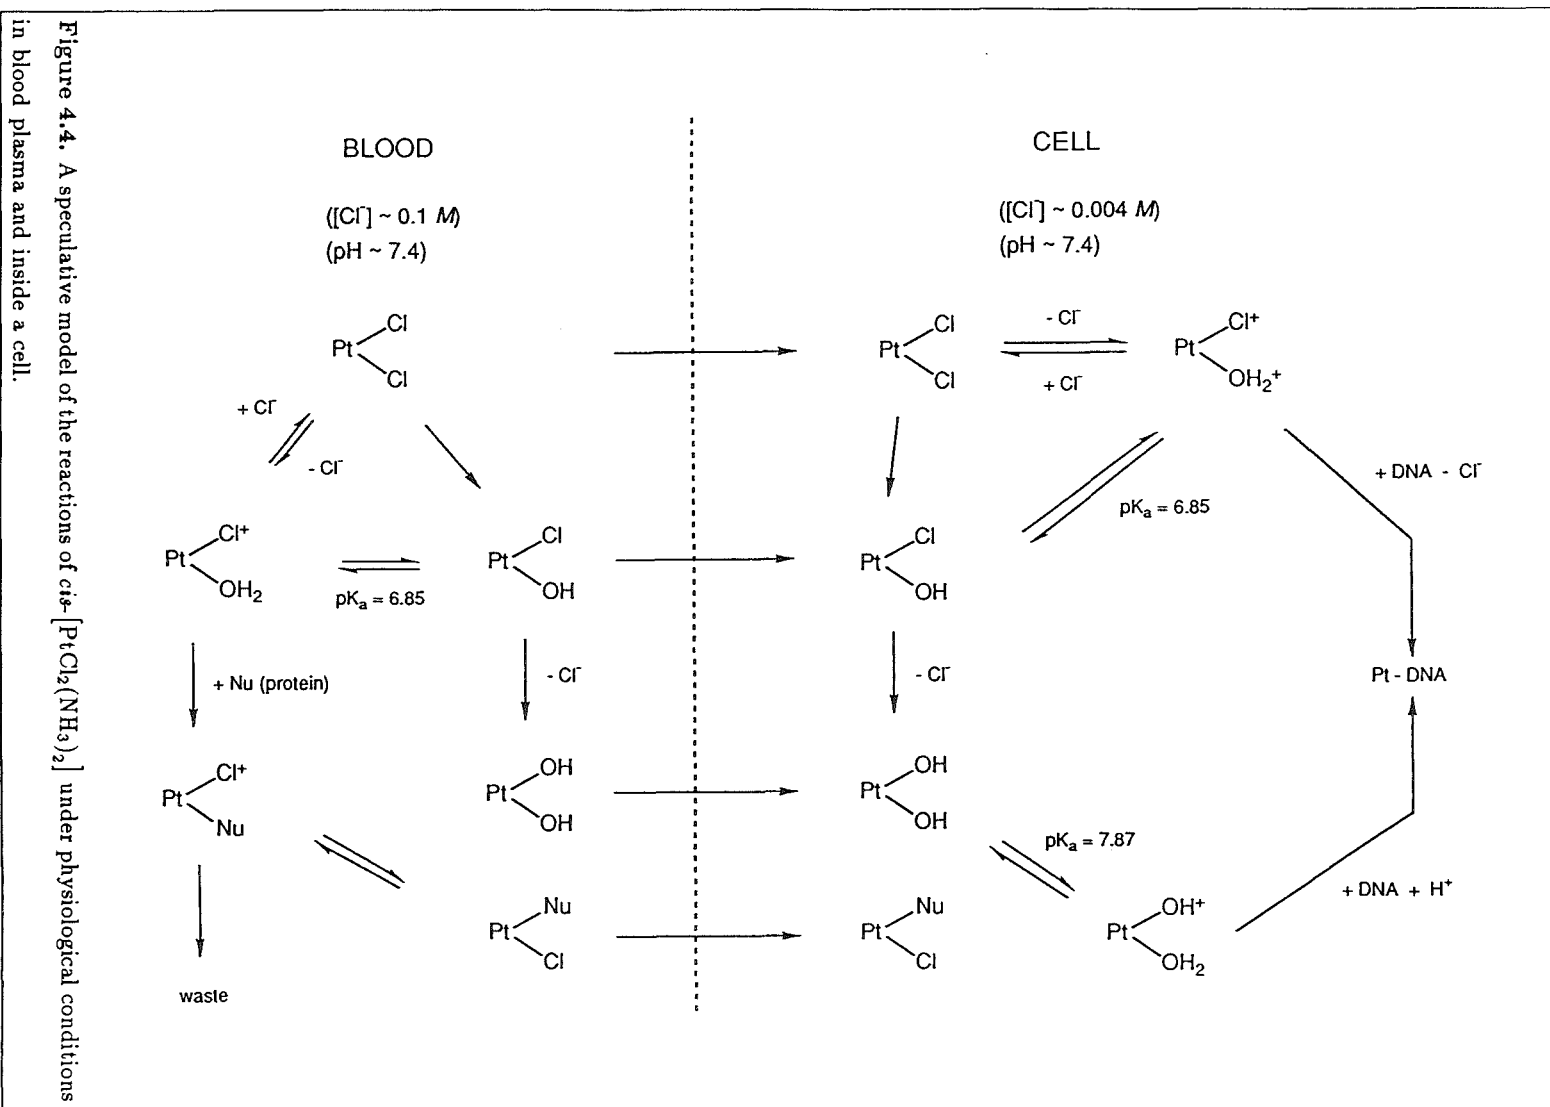 Figure 4.4. A speculative model of the reactions of cis-[PtCl2(NH3)2] under physiological conditions
in blood plasma and inside a cell.
BLOOD
([Cl-] ~ 0.1 M)
(pH ~ 7.4)
CELL
([Cl-] ~ 0.004 M)
(pH ~ 7.4)
Pt
Cl
Cl
+ Cl-
- Cl-
Pt
Cl+
OH2
pKa = 6.85
Pt
Cl
OH
+ Nu (protein)
- Cl-
Pt
Cl+
Nu
Pt
OH
OH
Pt
Nu
Cl
waste
Pt
Cl
Cl
- Cl-
+ Cl-
Pt
Cl+
OH2+
pKa = 6.85
+ DNA - Cl-
Pt
Cl
OH
- Cl-
Pt - DNA
Pt
OH
OH
pKa = 7.87
+ DNA + H+
Pt
Nu
Cl
Pt
OH+
OH2